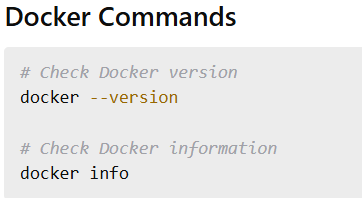 Docker Commands
# Check Docker version
docker --version
# Check Docker information
docker info